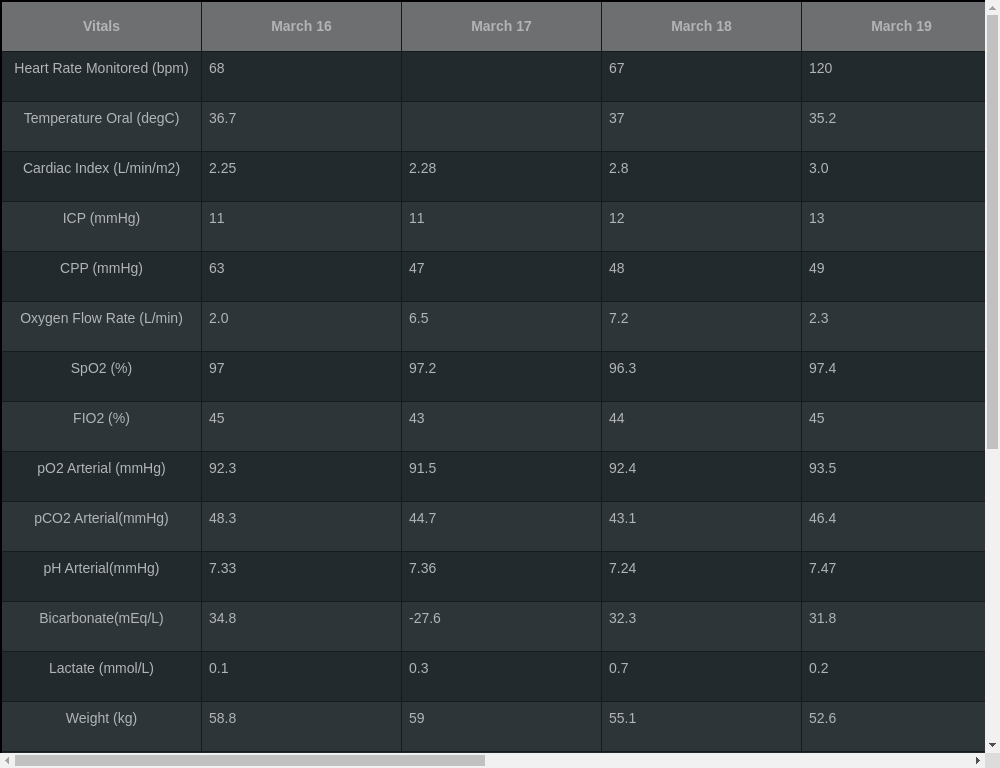 Vitals March 16 March 17 March 18 March 19
Heart Rate Monitored (bpm) 68 67 120
Temperature Oral (degC) 36.7 37 35.2
Cardiac Index (L/min/m2) 2.25 2.28 2.8 3.0
ICP (mmHg) 11 11 12 13
CPP (mmHg) 63 47 48 49
Oxygen Flow Rate (L/min) 2.0 6.5 7.2 2.3
SpO2 (%) 97 97.2 96.3 97.4
FIO2 (%) 45 43 44 45
pO2 Arterial (mmHg) 92.3 91.5 92.4 93.5
pCO2 Arterial(mmHg) 48.3 44.7 43.1 46.4
pH Arterial(mmHg) 7.33 7.36 7.24 7.47
Bicarbonate(mEq/L) 34.8 -27.6 32.3 31.8
Lactate (mmol/L) 0.1 0.3 0.7 0.2
Weight (kg) 58.8 59 55.1 52.6